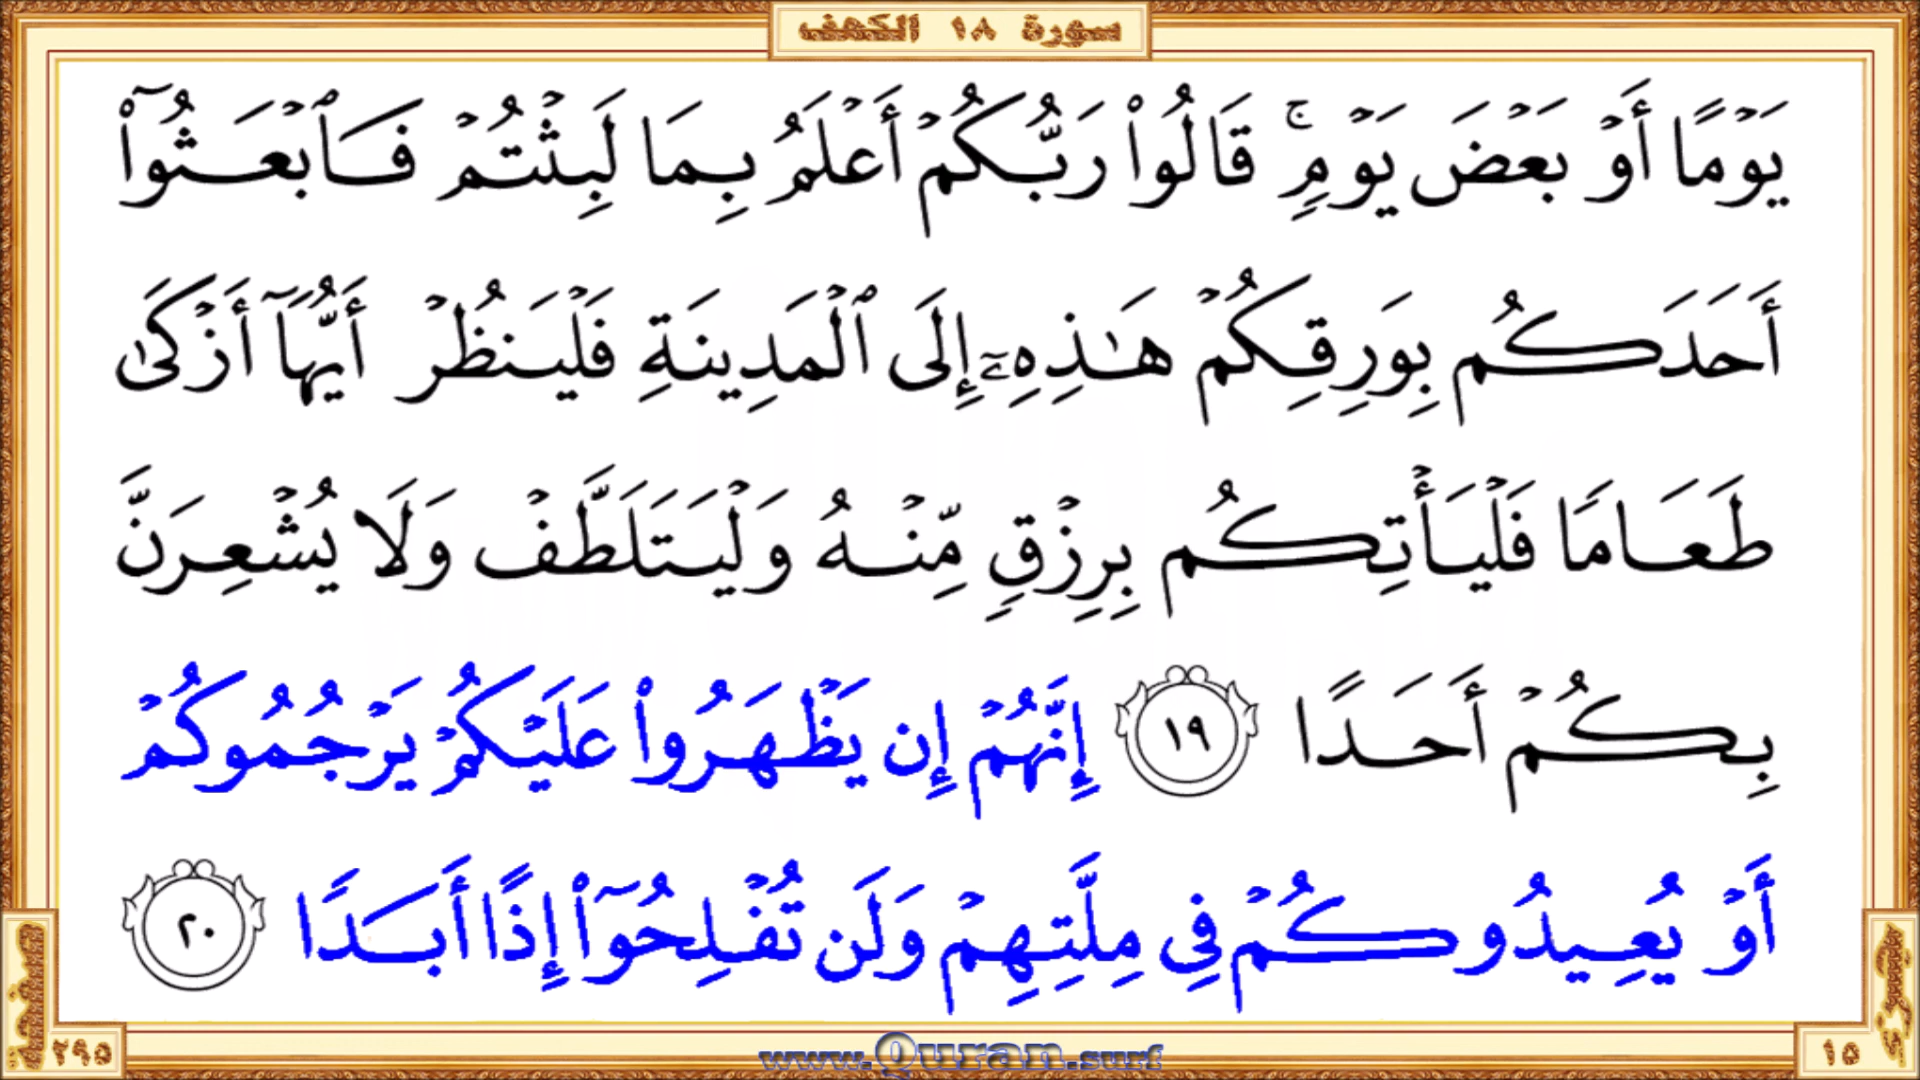 سورة ١٨ الكهف
يَوْمًا أَوْ بَعْضَ يَوْمٍ ۚ قَالُوا۟ رَبُّكُمْ أَعْلَمُ بِمَا لَبِثْتُمْ فَٱبْعَثُوٓا۟
أَحَدَكُم بِوَرِقِكُمْ هَـٰذِهِۦٓ إِلَى ٱلْمَدِينَةِ فَلْيَنظُرْ أَيُّهَآ أَزْكَىٰ
طَعَامًا فَلْيَأْتِكُم بِرِزْقٍ مِّنْهُ وَلْيَتَلَطَّفْ وَلَا يُشْعِرَنَّ
بِكُمْ أَحَدًا ١٩ إِنَّهُمْ إِن يَظْهَرُوا۟ عَلَيْكُمْ يَرْجُمُوكُمْ
أَوْ يُعِيدُوكُمْ فِى مِلَّتِهِمْ وَلَن تُفْلِحُوٓا۟ إِذًا أَبَدًا ٢٠
الصفحة ٢٩٥
www.Quran.surf
١٥